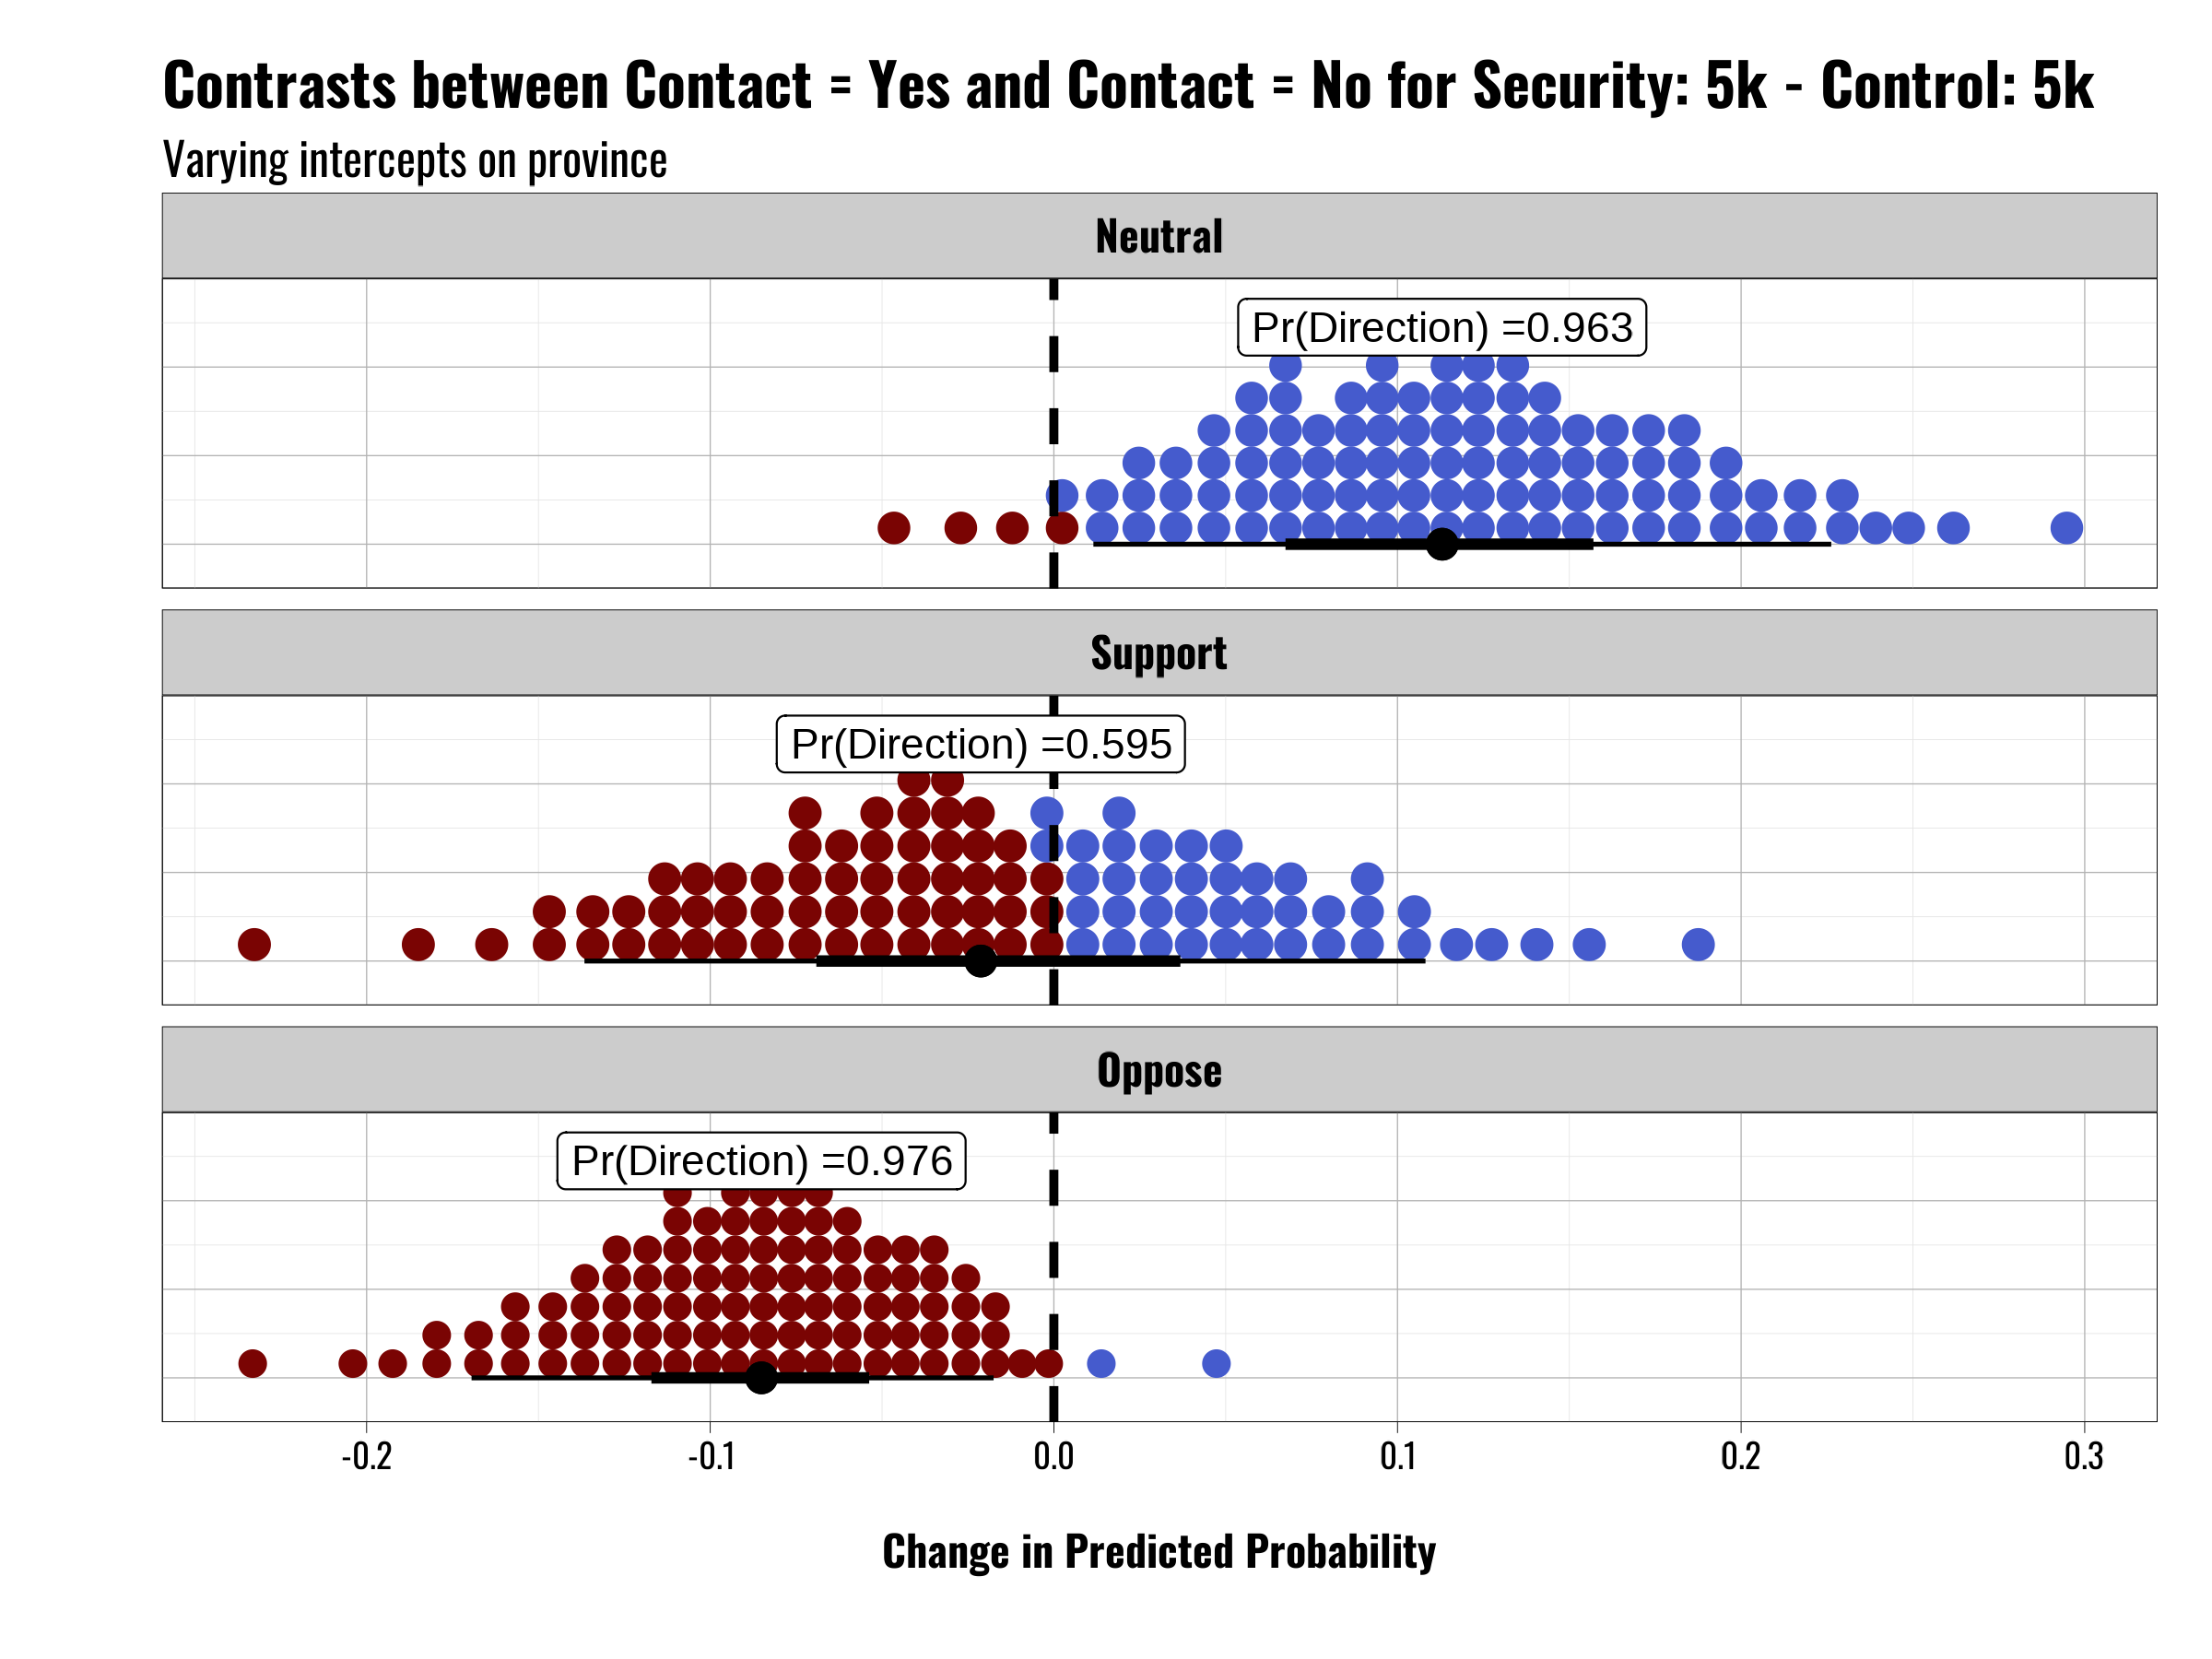 Contrasts between Contact = Yes and Contact = No for Security: 5k - Control: 5k
Varying intercepts on province
Neutral
Pr(Direction) =0.963
Support
Pr(Direction) =0.595
Oppose
Pr(Direction) =0.976
-0.2 -0.1 0.0 0.1 0.2 0.3
Change in Predicted Probability